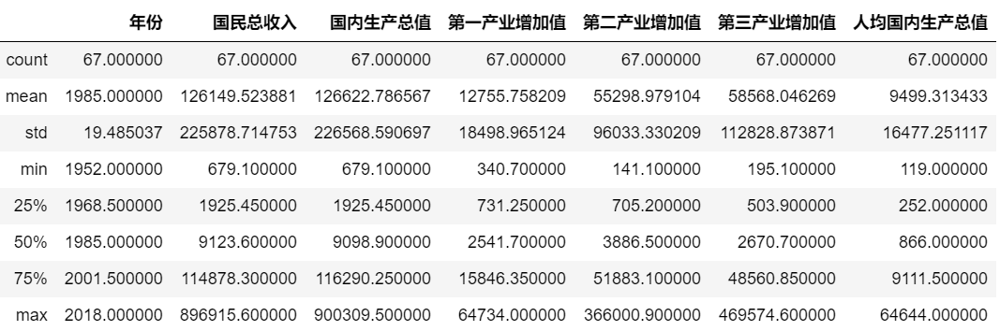 年份 国民总收入 国内生产总值 第一产业增加值 第二产业增加值 第三产业增加值 人均国内生产总值
count 67.000000 67.000000 67.000000 67.000000 67.000000 67.000000 67.000000
mean 1985.000000 126149.523881 126622.786567 12755.758209 55298.979104 58568.046269 9499.313433
std 19.485037 225878.714753 226568.590697 18498.965124 96033.330209 112828.873871 16477.251117
min 1952.000000 679.100000 679.100000 340.700000 141.100000 195.100000 119.000000
25% 1968.500000 1925.450000 1925.450000 731.250000 705.200000 503.900000 252.000000
50% 1985.000000 9123.600000 9098.900000 2541.700000 3886.500000 2670.700000 866.000000
75% 2001.500000 114878.300000 116290.250000 15846.350000 51883.100000 48560.850000 9111.500000
max 2018.000000 896915.600000 900309.500000 64734.000000 366000.900000 469574.600000 64644.000000